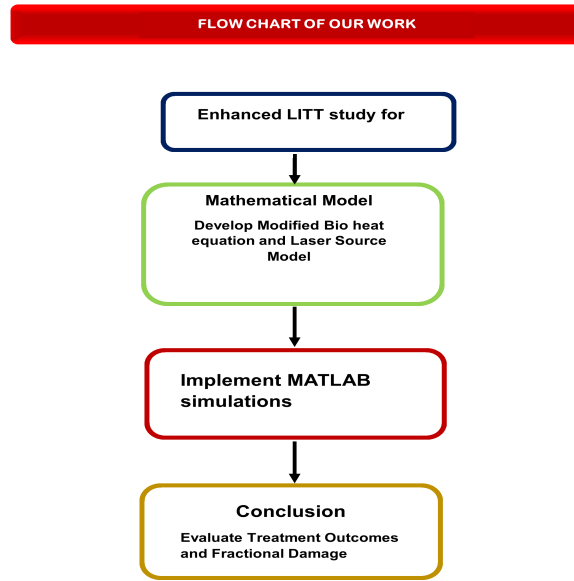 FLOW CHART OF OUR WORK
Enhanced LITT study for
Mathematical Model
Develop Modified Bio heat
equation and Laser Source
Model
Implement MATLAB
simulations
Conclusion
Evaluate Treatment Outcomes
and Fractional Damage